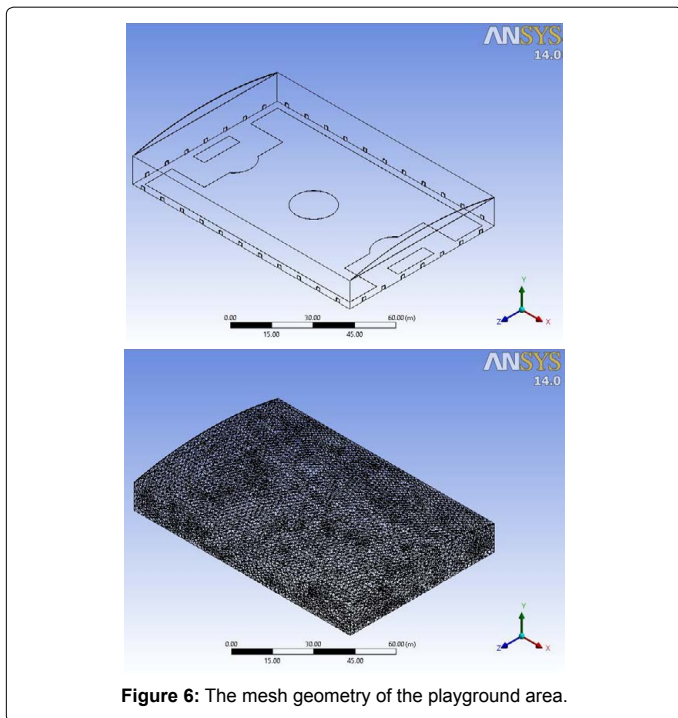 ANSYS
14.0
0.00 30.00 60.00 (m)
15.00 45.00
Y
Z X
ANSYS
14.0
0.00 30.00 60.00 (m)
15.00 45.00
Y
Z X
Figure 6: The mesh geometry of the playground area.